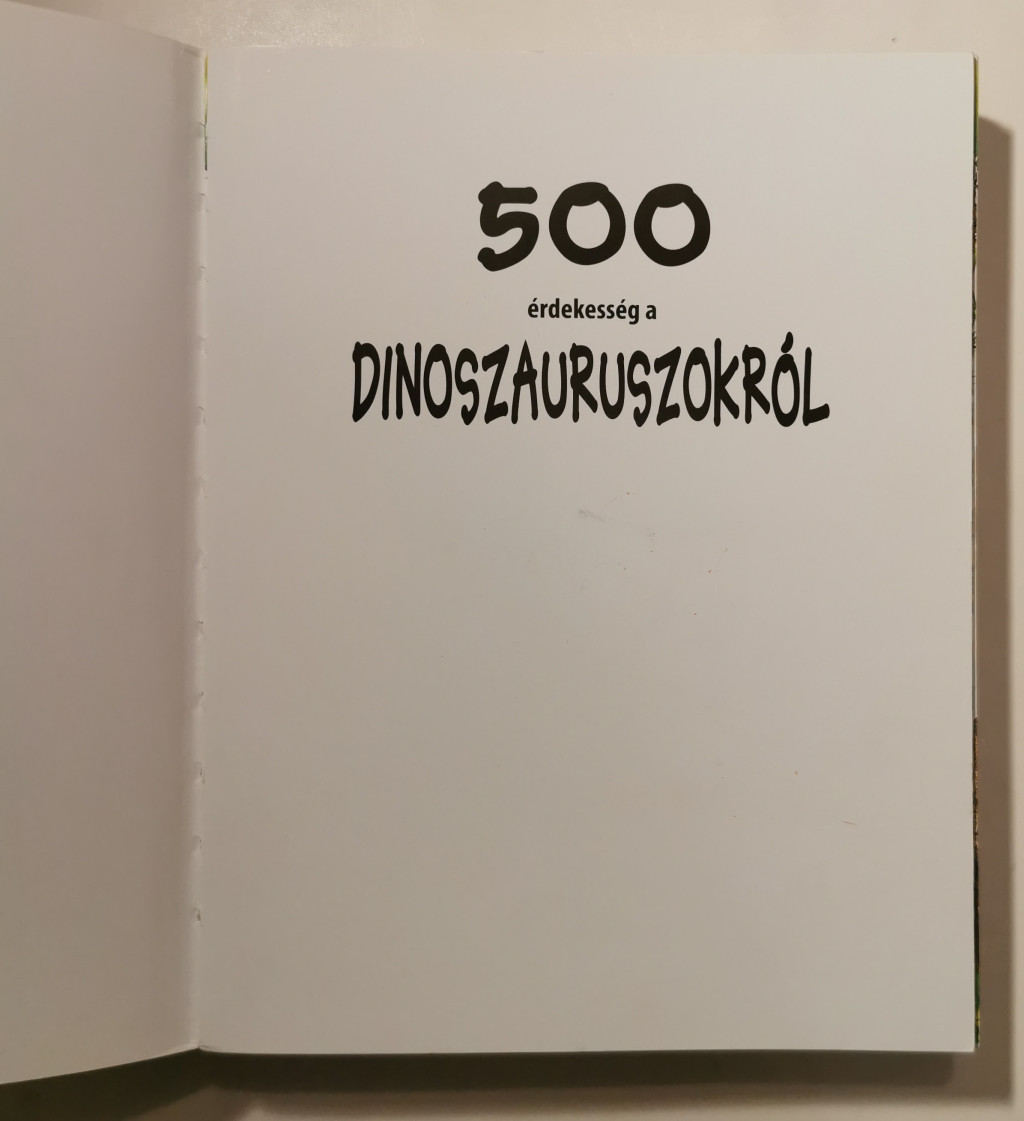 500
érdekesség a
DINOSZAURUSZOKRÓL